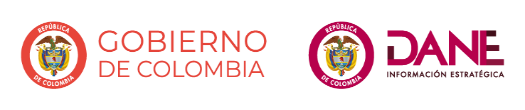 REPÚBLICA
DE COLOMBIA
GOBIERNO
DE COLOMBIA
REPÚBLICA
DE COLOMBIA
DANE
INFORMACIÓN ESTRATÉGICA